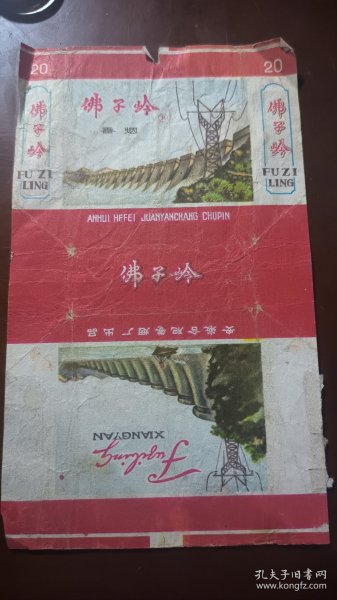 20
20
佛子岭
香烟
佛子岭
FU ZI
LING
佛子岭
FU ZI
LING
ANHUI HEFEI JUANYANCHANG CHUPIN
佛子岭
安徽合肥卷烟厂出品
Fuziling
XIANGYAN
孔夫子旧书网
www.kongfz.com